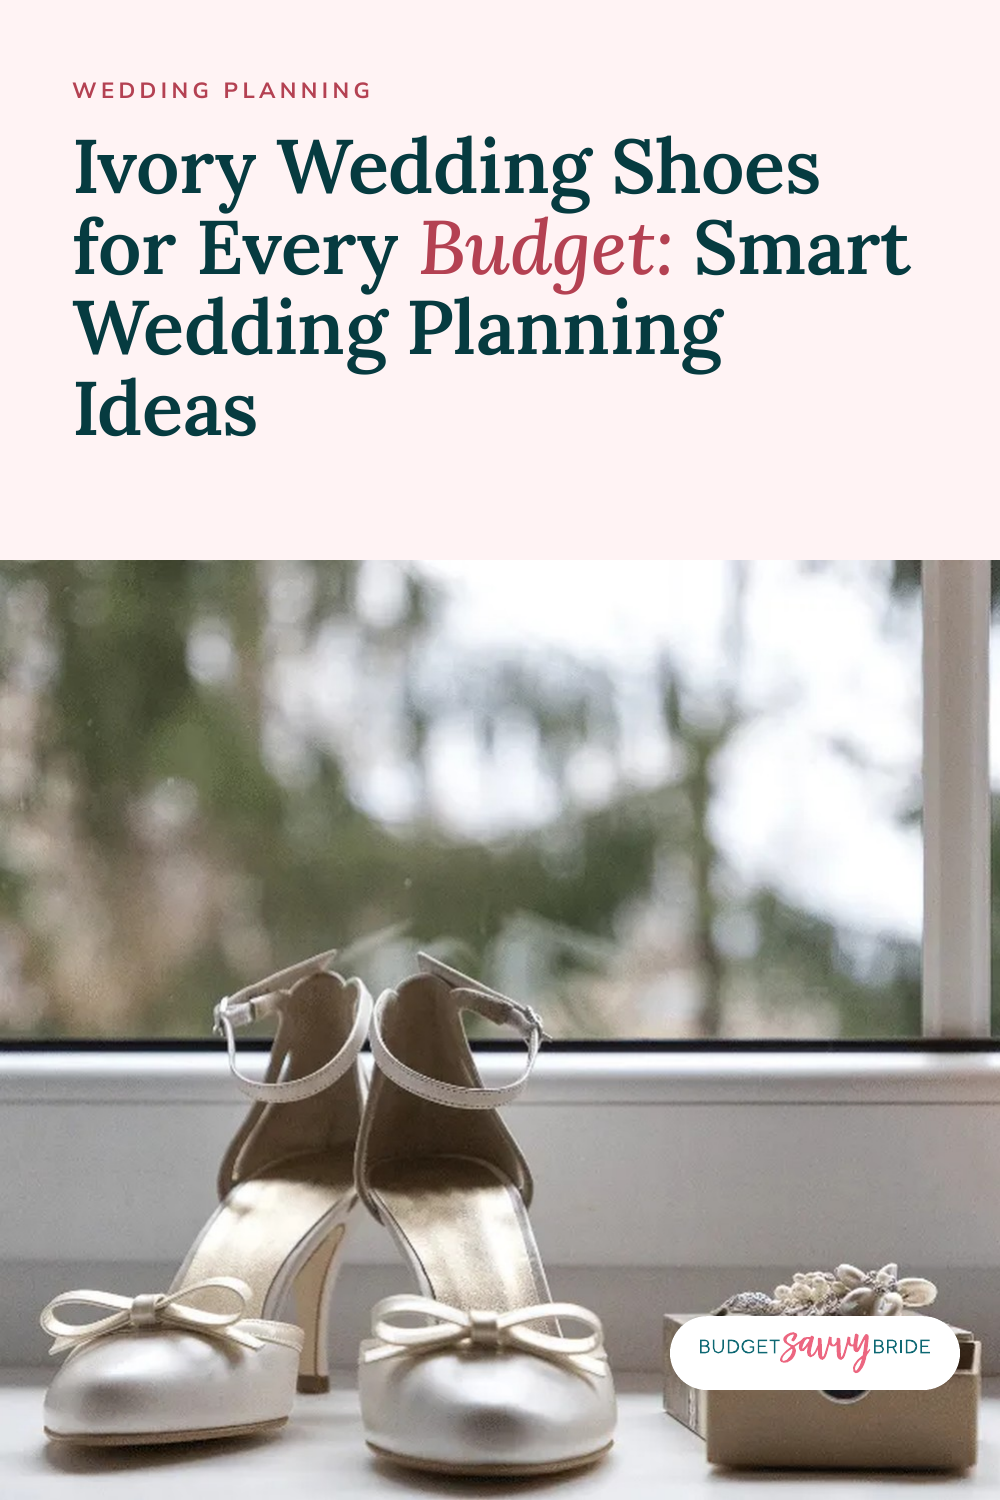 WEDDING PLANNING
Ivory Wedding Shoes
for Every Budget: Smart
Wedding Planning
Ideas
BUDGET savvy BRIDE